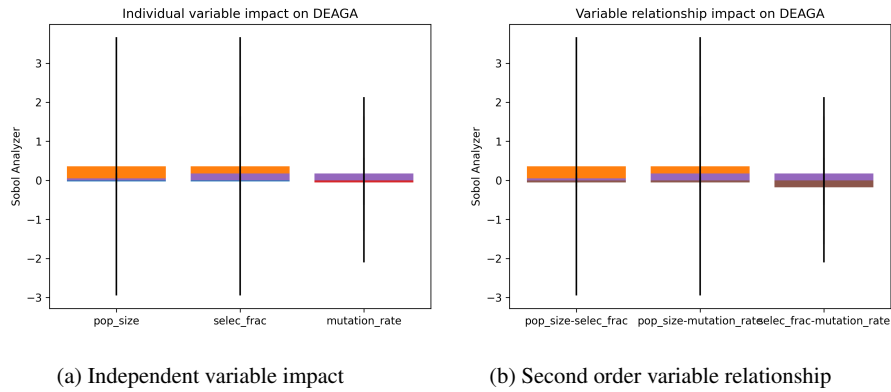 Individual variable impact on DEAGA
Sobol Analyzer
3
2
1
0
−1
−2
−3
pop_size
selec_frac
mutation_rate
(a) Independent variable impact
Variable relationship impact on DEAGA
Sobol Analyzer
3
2
1
0
−1
−2
−3
pop_size-selec_frac
pop_size-mutation_rate
selec_frac-mutation_rate
(b) Second order variable relationship